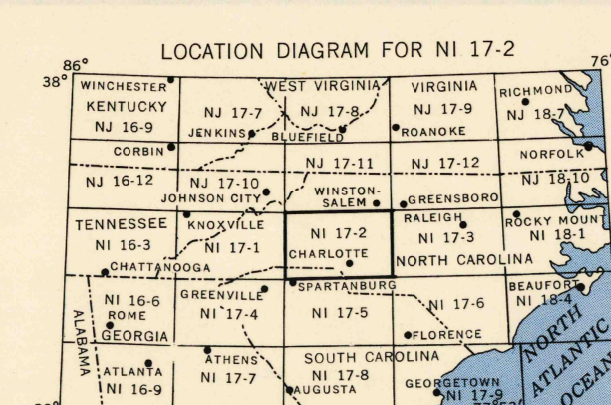 LOCATION DIAGRAM FOR NI 17-2
86°
76°
38°
WINCHESTER
WEST VIRGINIA
VIRGINIA
RICHMOND
KENTUCKY
NJ 17-7
NJ 17-8
NJ 17-9
NJ 18-7
NJ 16-9
JENKINS
BLUEFIELD
ROANOKE
CORBIN
NORFOLK
NJ 17-11
NJ 17-12
NJ 16-12
NJ 17-10
NJ 18-10
JOHNSON CITY
WINSTON-
SALEM
GREENSBORO
TENNESSEE
KNOXVILLE
RALEIGH
ROCKY MOUNT
NI 16-3
NI 17-1
NI 17-2
NI 17-3
NI 18-1
CHARLOTTE
NORTH CAROLINA
CHATTANOOGA
NI 16-6
GREENVILLE
SPARTANBURG
BEAUFORT
NI 18-4
ROME
NI 17-4
NI 17-5
NI 17-6
GEORGIA
FLORENCE
ALABAMA
NORTH
ATLANTIC
OCEAN
ATLANTA
ATHENS
SOUTH CAROLINA
NI 16-9
NI 17-7
NI 17-8
AUGUSTA
GEORGETOWN
NI 17-9